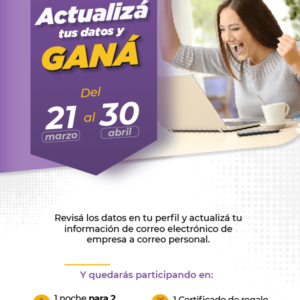 Actualizá
tus datos y
GANÁ
Del
21 al 30
marzo abril
Revisá los datos en tu perfil y actualizá tu
información de correo electrónico de
empresa a correo personal.
Y quedarás participando en:
1 noche para 2
1 Certificado de regalo